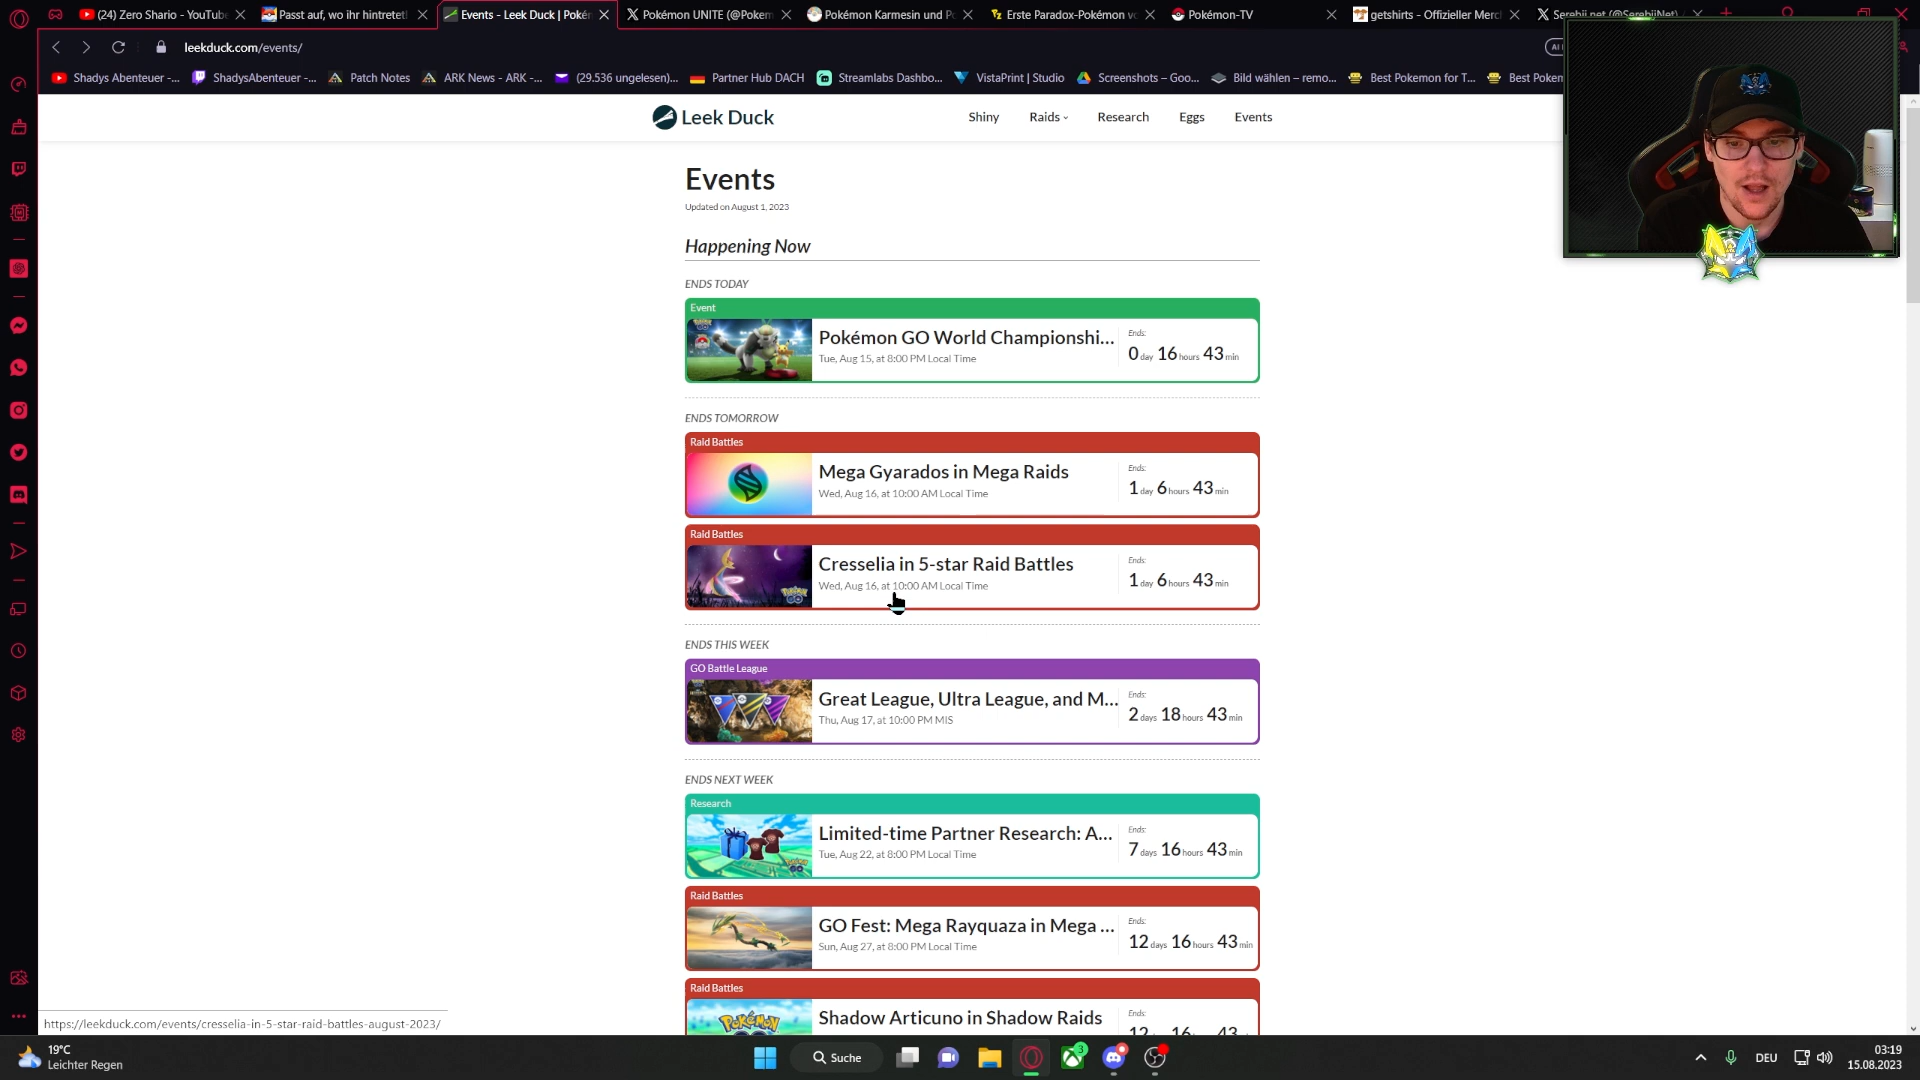 (24) Zero Shario - YouTube
Passt auf, wo ihr hintretet!
Events - Leek Duck | Poké
Pokémon UNITE (@Pokem
Pokémon Karmesin und P
Erste Paradox-Pokémon v
Pokémon-TV
getshirts - Offizieller Merc
Serebii.net (@SerebiiNet)
leekduck.com/events/
Shadys Abenteuer -...
ShadysAbenteuer -...
Patch Notes
ARK News - ARK -...
(29.536 ungelesen)...
Partner Hub DACH
Streamlabs Dashbo...
VistaPrint | Studio
Screenshots – Goo...
Bild wählen – remo...
Best Pokemon for T...
Best Poken
Leek Duck
Shiny
Raids
Research
Eggs
Events
Events
Updated on August 1, 2023
Happening Now
ENDS TODAY
Event
Pokémon GO World Championshi...
Tue, Aug 15, at 8:00 PM Local Time
Ends:
0 day 16 hours 43 min
ENDS TOMORROW
Raid Battles
Mega Gyarados in Mega Raids
Wed, Aug 16, at 10:00 AM Local Time
Ends:
1 day 6 hours 43 min
Raid Battles
Cresselia in 5-star Raid Battles
Wed, Aug 16, at 10:00 AM Local Time
Ends:
1 day 6 hours 43 min
ENDS THIS WEEK
GO Battle League
Great League, Ultra League, and M...
Thu, Aug 17, at 10:00 PM MIS
Ends:
2 days 18 hours 43 min
ENDS NEXT WEEK
Research
Limited-time Partner Research: A...
Tue, Aug 22, at 8:00 PM Local Time
Ends:
7 days 16 hours 43 min
Raid Battles
GO Fest: Mega Rayquaza in Mega ...
Sun, Aug 27, at 8:00 PM Local Time
Ends:
12 days 16 hours 43 min
Raid Battles
Shadow Articuno in Shadow Raids
12 16 43
https://leekduck.com/events/cresselia-in-5-star-raid-battles-august-2023/
19°C
Leichter Regen
Suche
3
DEU
03:19
15.08.2023